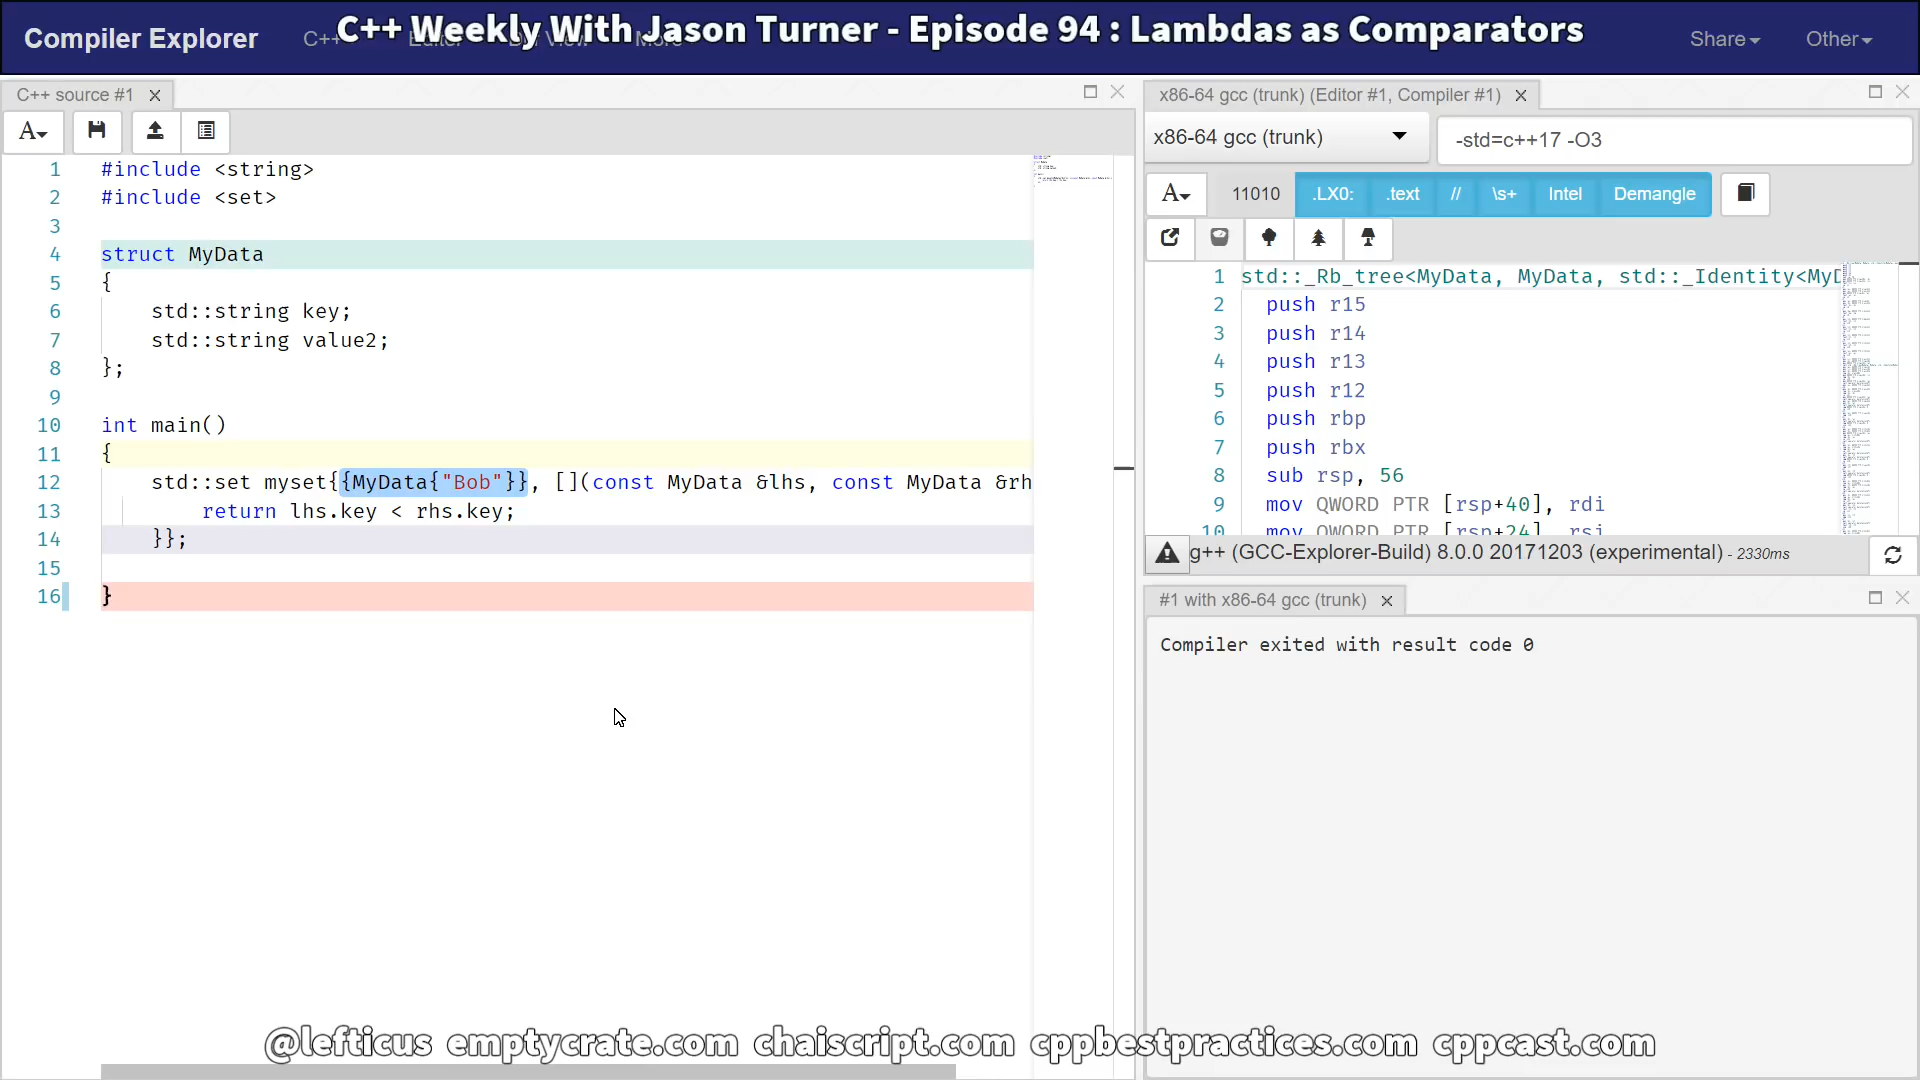 C++ Weekly With Jason Turner - Episode 94 : Lambdas as Comparators
Compiler Explorer C++ Editor Diff View More Share Other
C++ source #1
A
1 #include <string>
2 #include <set>
3
4 struct MyData
5 {
6 std::string key;
7 std::string value2;
8 };
9
10 int main()
11 {
12 std::set myset{{MyData{"Bob"}}, [](const MyData &lhs, const MyData &rh
13 return lhs.key < rhs.key;
14 }};
15
16 }
x86-64 gcc (trunk) (Editor #1, Compiler #1)
x86-64 gcc (trunk) -std=c++17 -O3
A 11010 .LX0: .text // \s+ Intel Demangle
1 std::_Rb_tree<MyData, MyData, std::_Identity<MyD
2 push r15
3 push r14
4 push r13
5 push r12
6 push rbp
7 push rbx
8 sub rsp, 56
9 mov QWORD PTR [rsp+40], rdi
10 mov QWORD PTR [rsp+24], rsi
g++ (GCC-Explorer-Build) 8.0.0 20171203 (experimental) - 2330ms
#1 with x86-64 gcc (trunk)
Compiler exited with result code 0
@lefticus emptycrate.com chaiscript.com cppbestpractices.com cppcast.com